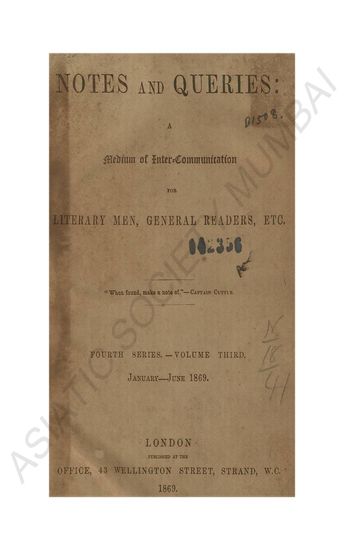 NOTES AND QUERIES:
D1508.
A
Medium of Inter-Communication
FOR
LITERARY MEN, GENERAL READERS, ETC.
142356
"When found, make a note of."—CAPTAIN CUTTLE.
FOURTH SERIES.—VOLUME THIRD.
JANUARY—JUNE 1869.
LONDON
PUBLISHED AT THE
OFFICE, 43 WELLINGTON STREET, STRAND, W.C.
1869.
ASIATIC SOCIETY MUMBAI